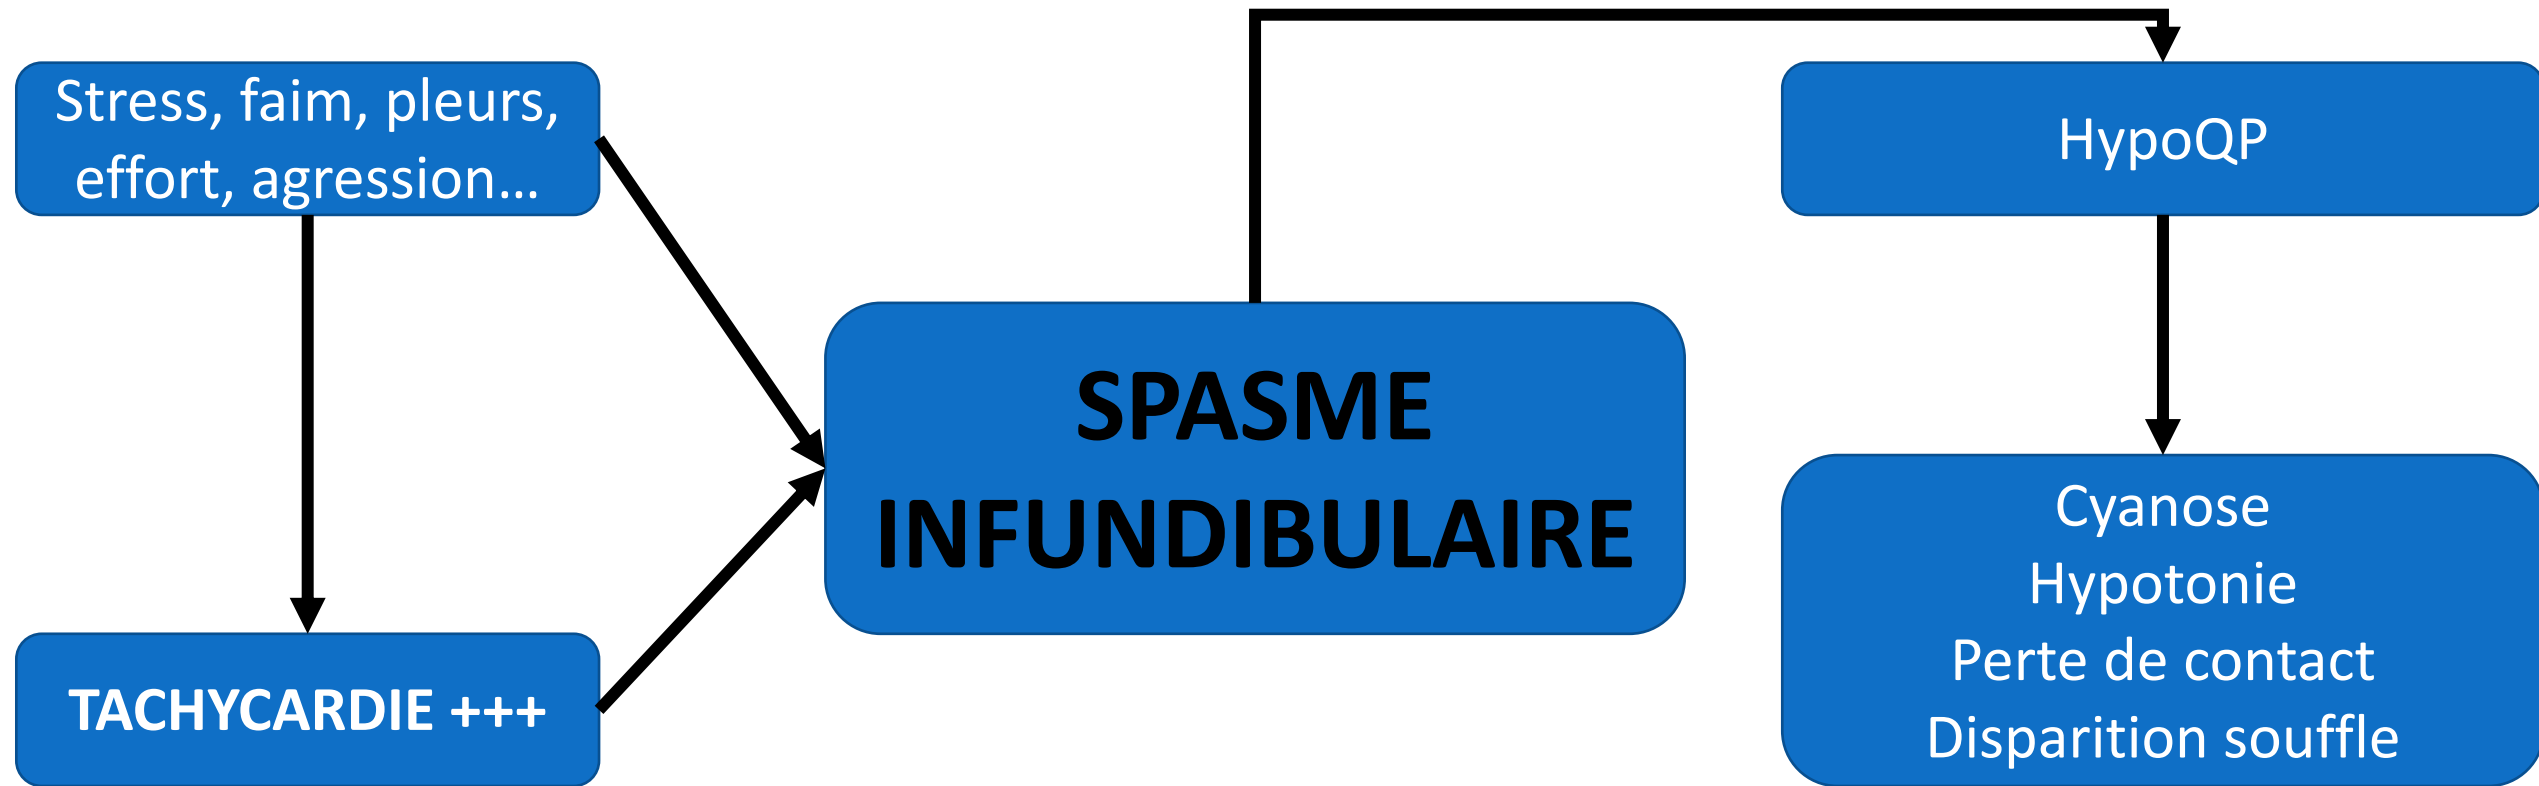 Stress, faim, pleurs,
effort, agression…
TACHYCARDIE +++
SPASME
INFUNDIBULAIRE
HypoQP
Cyanose
Hypotonie
Perte de contact
Disparition souffle